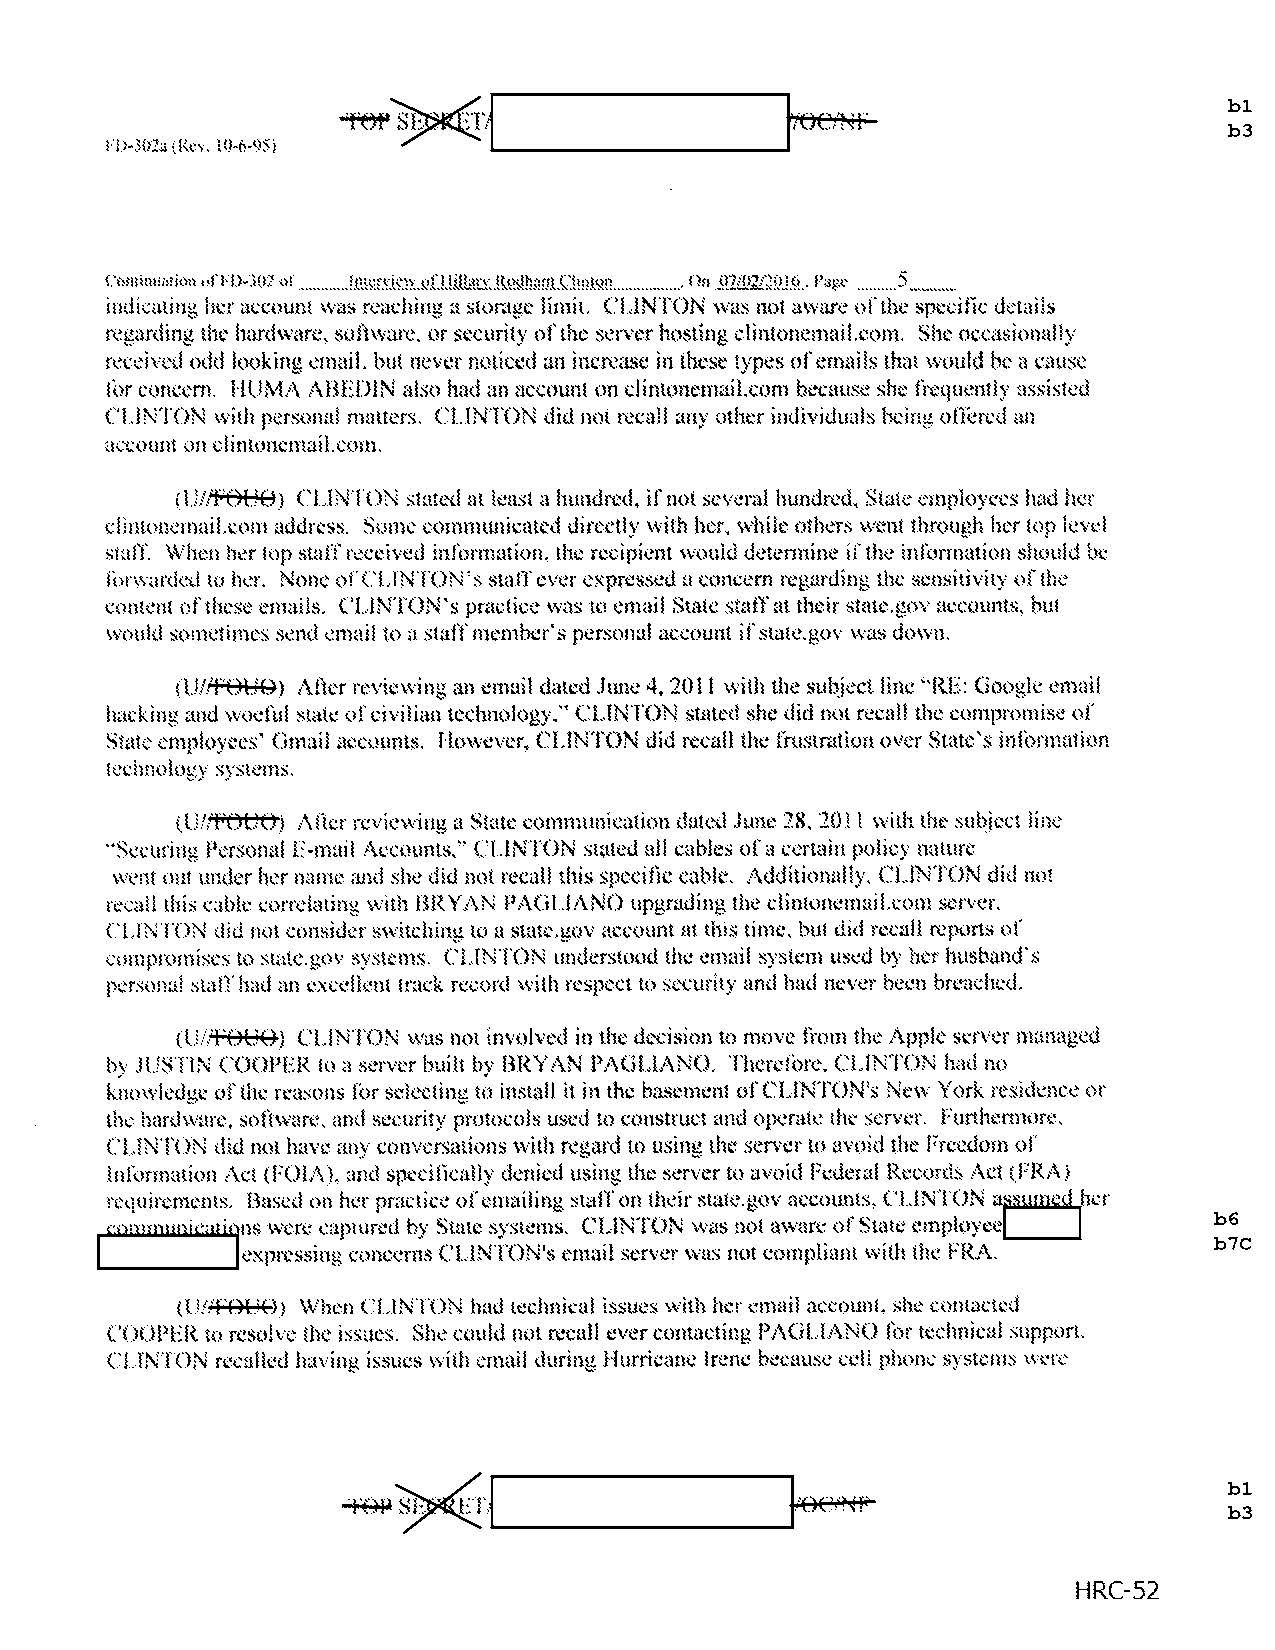 TOP SECRET/
/OC/NF
b1
b3
FD-302a (Rev. 10-6-95)
Continuation of FD-302 of Interview of Hillary Rodham Clinton , On 07/02/2016 , Page 5
indicating her account was reaching a storage limit. CLINTON was not aware of the specific details
regarding the hardware, software, or security of the server hosting clintonemail.com. She occasionally
received odd looking email, but never noticed an increase in these types of emails that would be a cause
for concern. HUMA ABEDIN also had an account on clintonemail.com because she frequently assisted
CLINTON with personal matters. CLINTON did not recall any other individuals being offered an
account on clintonemail.com.
(U//FOUO) CLINTON stated at least a hundred, if not several hundred, State employees had her
clintonemail.com address. Some communicated directly with her, while others went through her top level
staff. When her top staff received information, the recipient would determine if the information should be
forwarded to her. None of CLINTON's staff ever expressed a concern regarding the sensitivity of the
content of these emails. CLINTON's practice was to email State staff at their state.gov accounts, but
would sometimes send email to a staff member's personal account if state.gov was down.
(U//FOUO) After reviewing an email dated June 4, 2011 with the subject line “RE: Google email
hacking and woeful state of civilian technology,” CLINTON stated she did not recall the compromise of
State employees’ Gmail accounts. However, CLINTON did recall the frustration over State’s information
technology systems.
(U//FOUO) After reviewing a State communication dated June 28, 2011 with the subject line
“Securing Personal E-mail Accounts,” CLINTON stated all cables of a certain policy nature
went out under her name and she did not recall this specific cable. Additionally, CLINTON did not
recall this cable correlating with BRYAN PAGLIANO upgrading the clintonemail.com server.
CLINTON did not consider switching to a state.gov account at this time, but did recall reports of
compromises to state.gov systems. CLINTON understood the email system used by her husband's
personal staff had an excellent track record with respect to security and had never been breached.
(U//FOUO) CLINTON was not involved in the decision to move from the Apple server managed
by JUSTIN COOPER to a server built by BRYAN PAGLIANO. Therefore, CLINTON had no
knowledge of the reasons for selecting to install it in the basement of CLINTON's New York residence or
the hardware, software, and security protocols used to construct and operate the server. Furthermore,
CLINTON did not have any conversations with regard to using the server to avoid the Freedom of
Information Act (FOIA), and specifically denied using the server to avoid Federal Records Act (FRA)
requirements. Based on her practice of emailing staff on their state.gov accounts, CLINTON assumed her
communications were captured by State systems. CLINTON was not aware of State employee
b6
expressing concerns CLINTON's email server was not compliant with the FRA.
b7C
(U//FOUO) When CLINTON had technical issues with her email account, she contacted
COOPER to resolve the issues. She could not recall ever contacting PAGLIANO for technical support.
CLINTON recalled having issues with email during Hurricane Irene because cell phone systems were
TOP SECRET/
/OC/NF
b1
b3
HRC-52